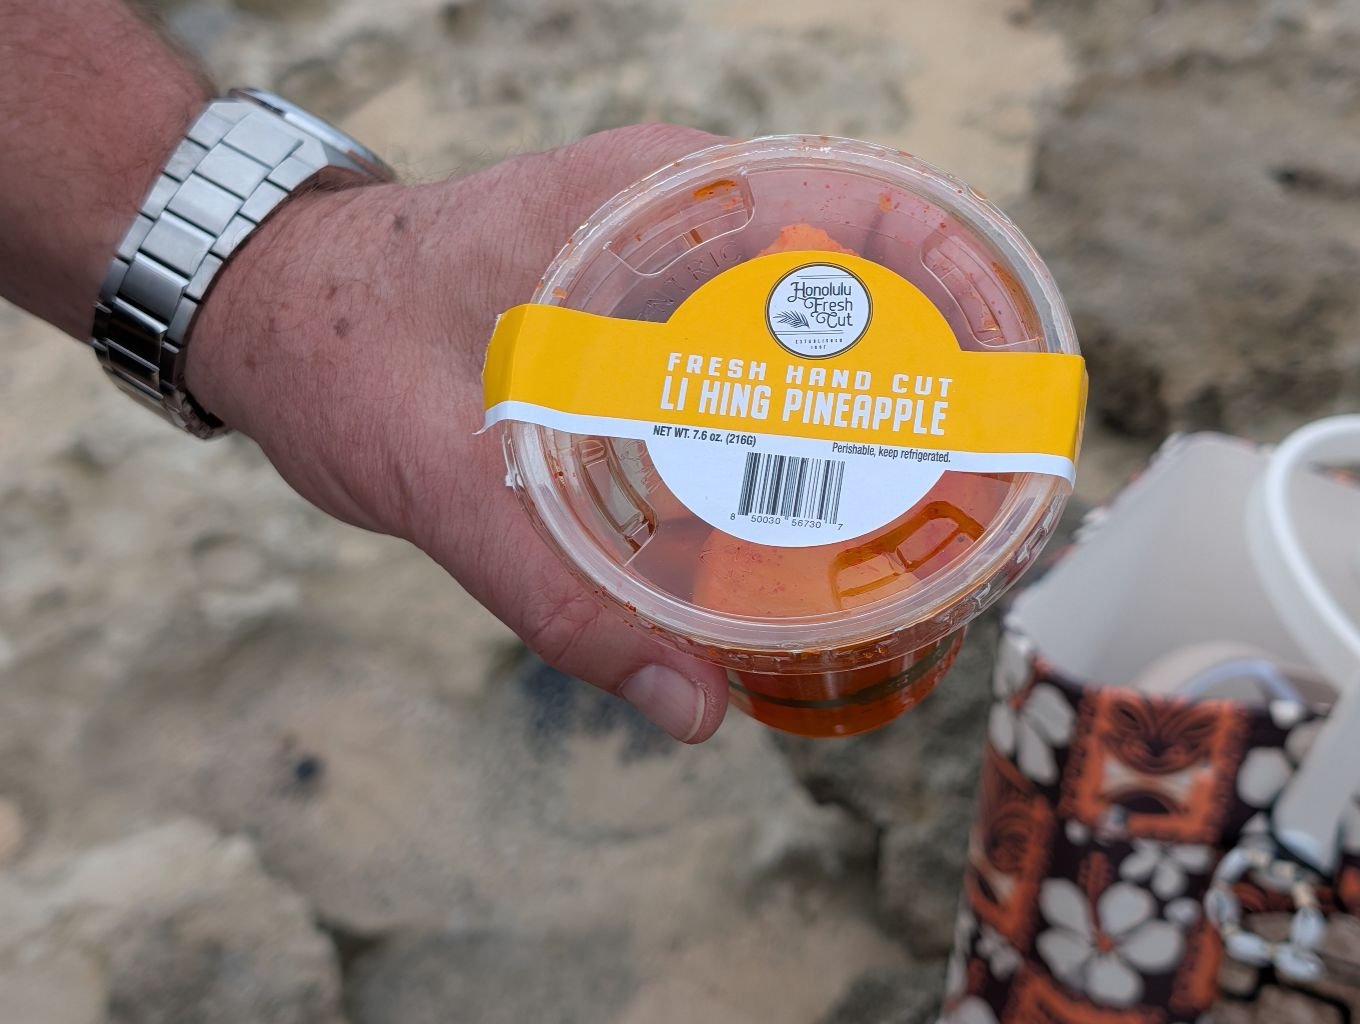 Honolulu
Fresh
Cut
ESTABLISHED
FRESH HAND CUT
LI HING PINEAPPLE
NET WT. 7.6 oz. (216G)
Perishable, keep refrigerated.
8 50030 56730 7